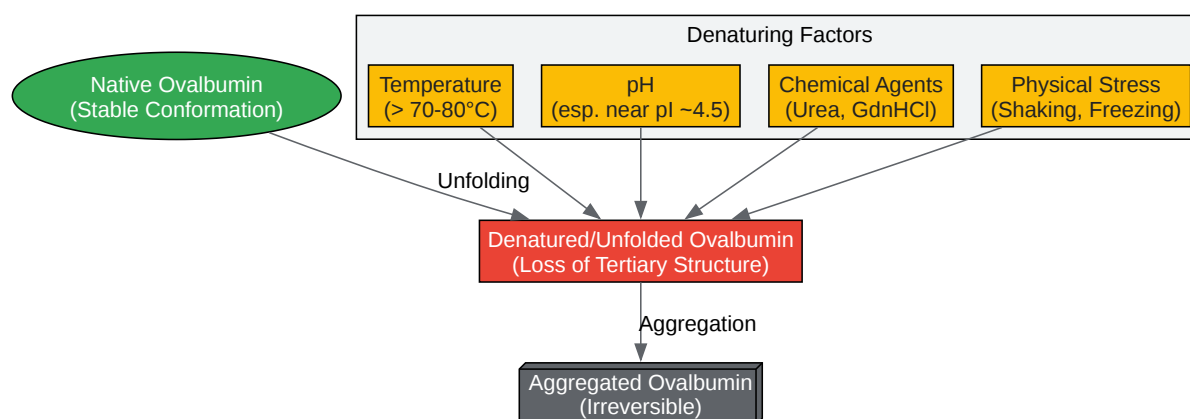 Denaturing Factors
Native Ovalbumin
(Stable Conformation)
Temperature
(> 70-80°C)
pH
(esp. near pI ~4.5)
Chemical Agents
(Urea, GdnHCl)
Physical Stress
(Shaking, Freezing)
Unfolding
Denatured/Unfolded Ovalbumin
(Loss of Tertiary Structure)
Aggregation
Aggregated Ovalbumin
(Irreversible)